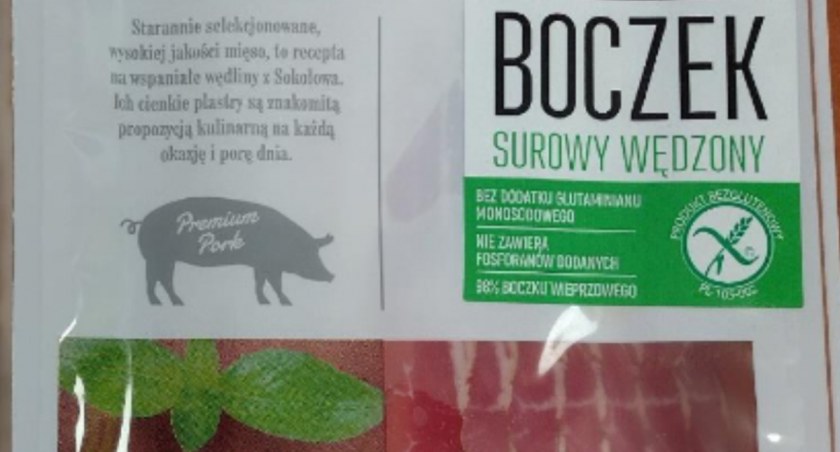 Starannie selekcjonowane,
wysokiej jakości mięso, to recepta
na wspaniałe wędliny z Sokołowa.
Ich cienkie plastry są znakomitą
propozycją kulinarną na każdą
okazję i porę dnia.
Premium
Pork
BOCZEK
SUROWY WĘDZONY
BEZ DODATKU GLUTAMINIANU
MONOSODOWEGO
NIE ZAWIERA
FOSFORANÓW DODANYCH
98% BOCZKU WIEPRZOWEGO
PRODUKT BEZGLUTENOWY